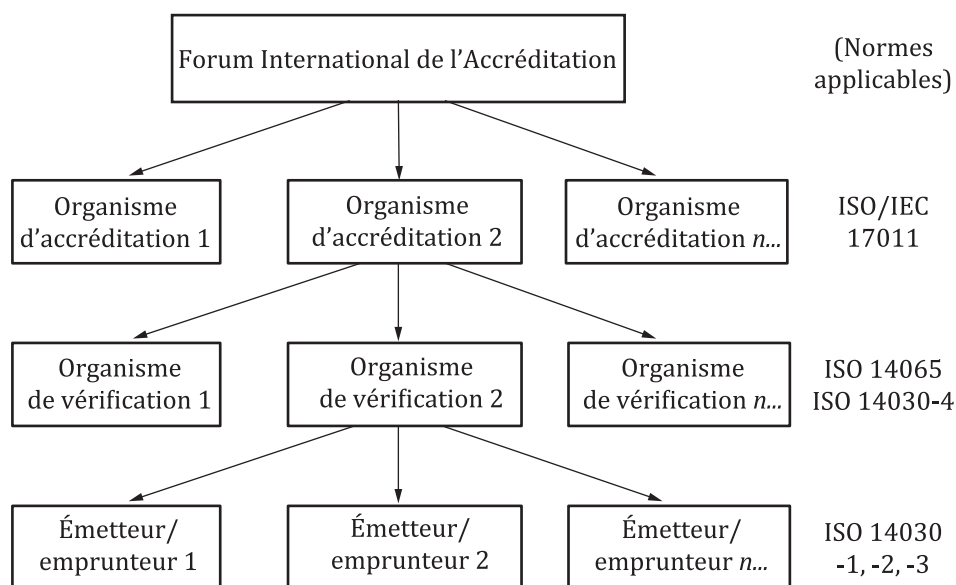 Forum International de l’Accréditation
(Normes
applicables)
Organisme
d’accréditation 1
Organisme
d’accréditation 2
Organisme
d’accréditation n...
ISO/IEC
17011
Organisme
de vérification 1
Organisme
de vérification 2
Organisme
de vérification n...
ISO 14065
ISO 14030-4
Émetteur/
emprunteur 1
Émetteur/
emprunteur 2
Émetteur/
emprunteur n...
ISO 14030
-1, -2, -3